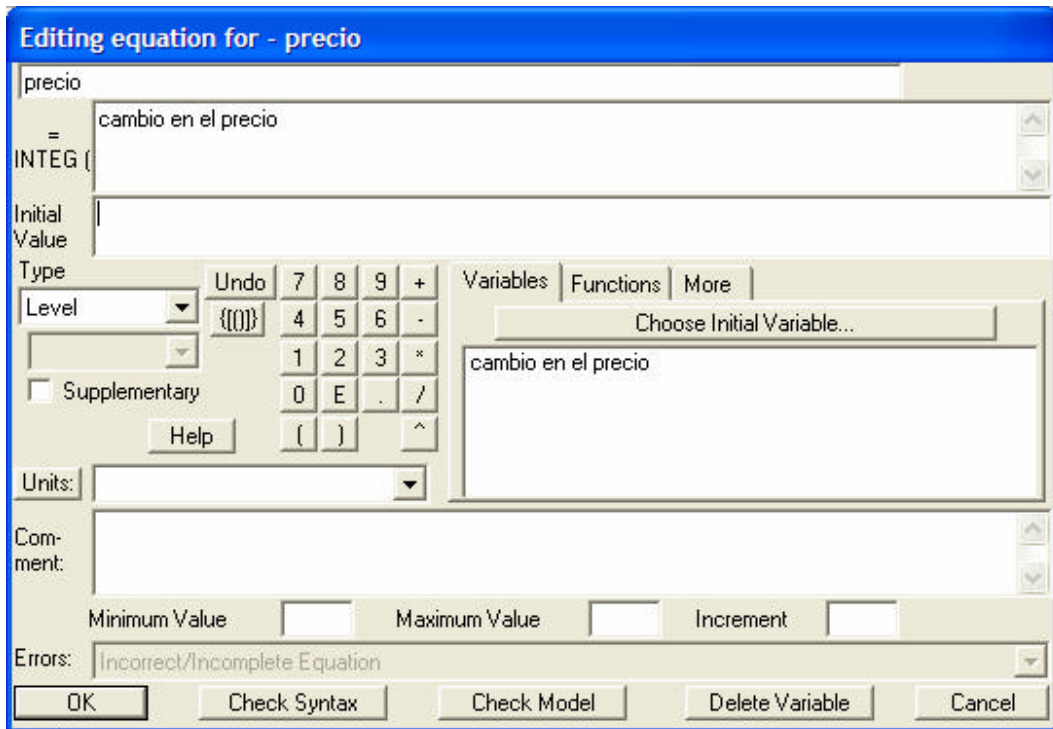 Editing equation for - precio
precio
= INTEG (
cambio en el precio
Initial Value
Type
Level
Undo 7 8 9 +
{[()]} 4 5 6 -
1 2 3 *
Supplementary
0 E . /
Help
( ) ^
Variables Functions More
Choose Initial Variable...
cambio en el precio
Units:
Com-
ment:
Minimum Value Maximum Value Increment
Errors: Incorrect/Incomplete Equation
OK Check Syntax Check Model Delete Variable Cancel